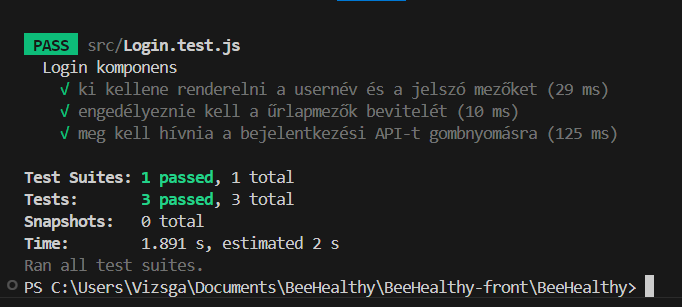 PASS src/Login.test.js
Login komponens
√ ki kellene renderelni a usernév és a jelszó mezőket (29 ms)
√ engedélyeznie kell a űrlapmezők bevitelét (10 ms)
√ meg kell hívnia a bejelentkezési API-t gombnyomásra (125 ms)
Test Suites: 1 passed, 1 total
Tests: 3 passed, 3 total
Snapshots: 0 total
Time: 1.891 s, estimated 2 s
Ran all test suites.
PS C:\Users\Vizsga\Documents\BeeHealthy\BeeHealthy-front\BeeHealthy>